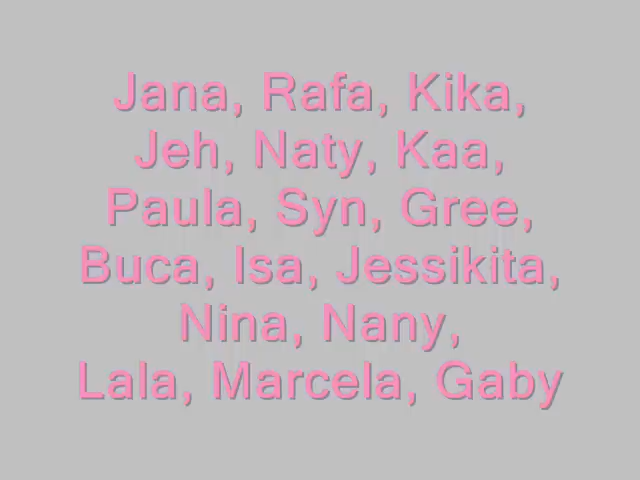 Jana, Rafa, Kika,
Jeh, Naty, Kaa,
Paula, Syn, Gree,
Buca, Isa, Jessikita,
Nina, Nany,
Lala, Marcela, Gaby